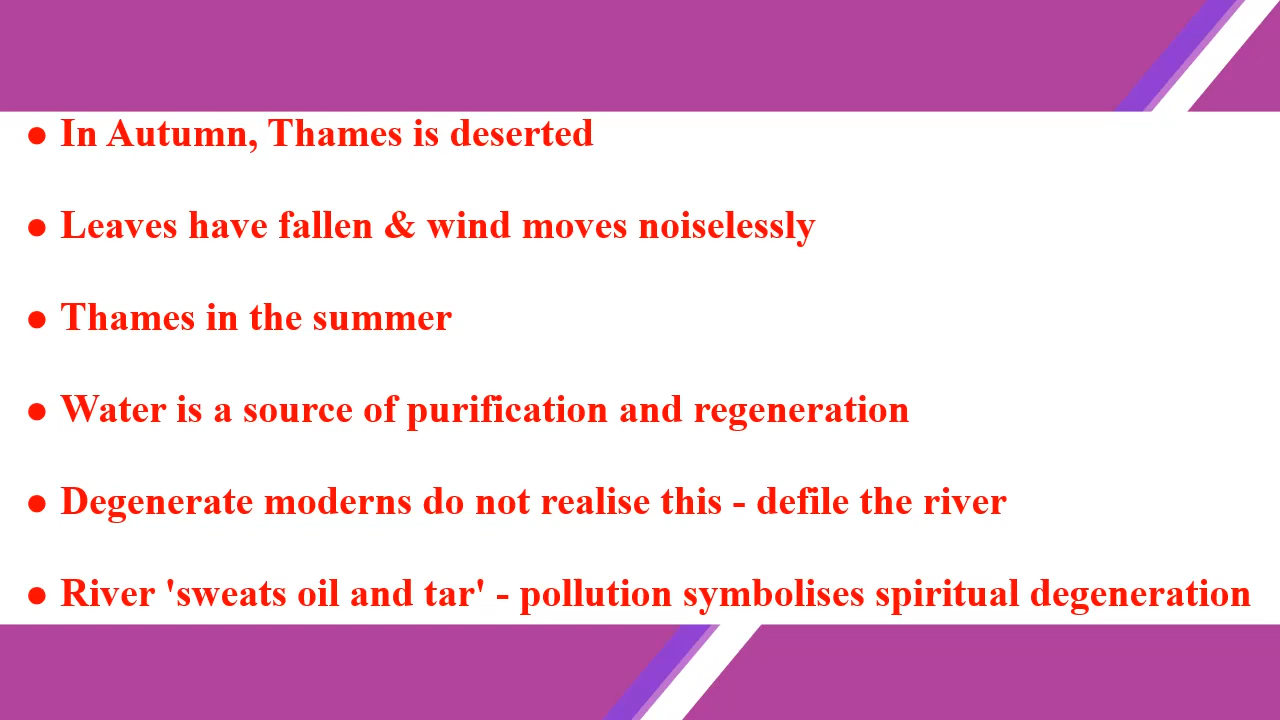 ● In Autumn, Thames is deserted
● Leaves have fallen & wind moves noiselessly
● Thames in the summer
● Water is a source of purification and regeneration
● Degenerate moderns do not realise this - defile the river
● River 'sweats oil and tar' - pollution symbolises spiritual degeneration